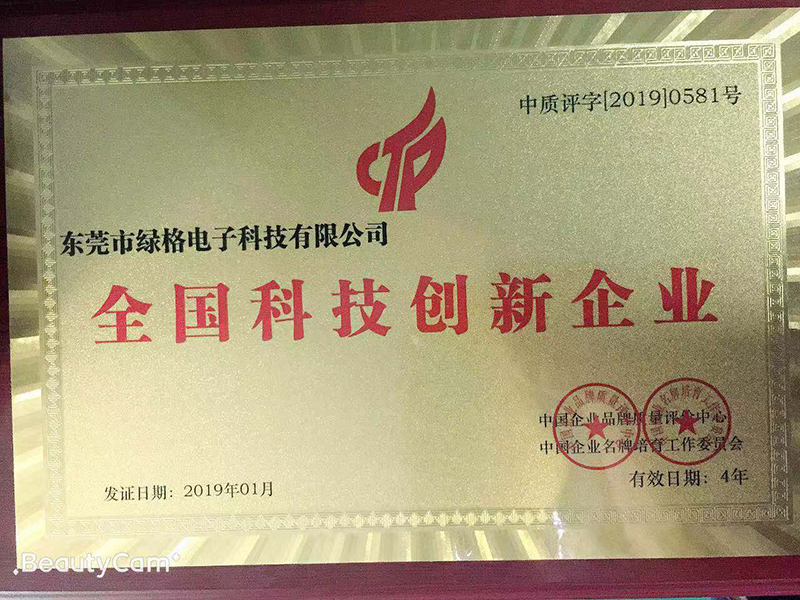 中质评字[2019]0581号
CTP
东莞市绿格电子科技有限公司
全国科技创新企业
中国企业品牌质量评价中心
中国企业名牌培育工作委员会
发证日期：2019年01月
有效日期：4年
BeautyCam